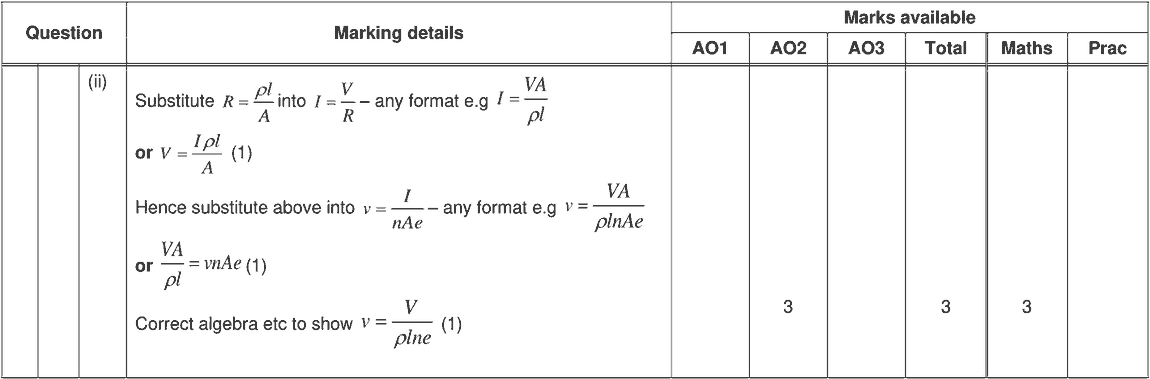 Question Marking details Marks available
AO1 AO2 AO3 Total Maths Prac
(ii)
Substitute R = ρl/A into I = V/R – any format e.g I = VA/ρl
or V = Iρl/A (1)
Hence substitute above into v = I/nAe – any format e.g v = VA/ρlnAe
or VA/ρl = vnAe (1)
Correct algebra etc to show v = V/ρlne (1)
3 3 3